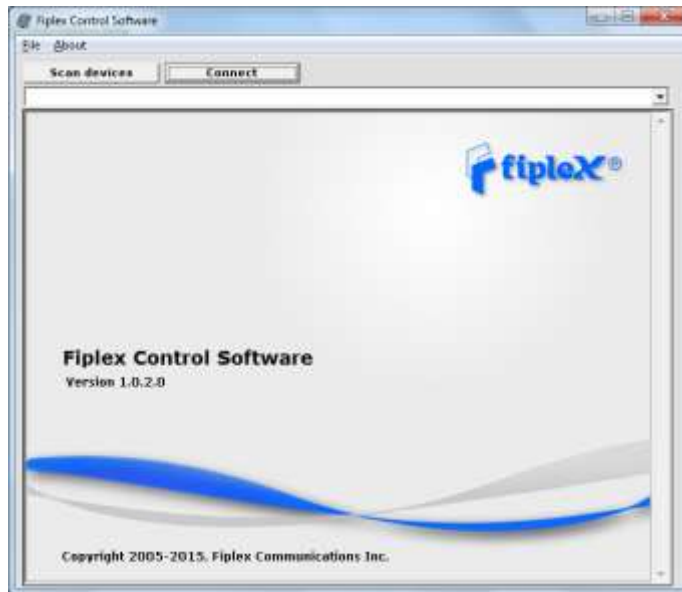 Fiplex Control Software
File About
Scan devices Connect
fiplex®
Fiplex Control Software
Version 1.0.2.0
Copyright 2005-2015. Fiplex Communications Inc.